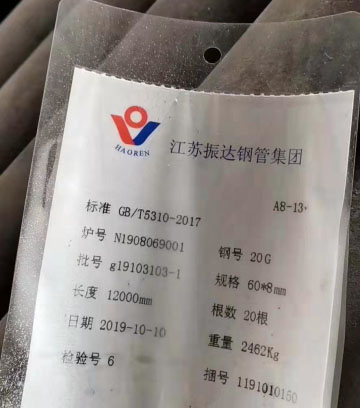 HAOREN
江苏振达钢管集团
A8-13
标准 GB/T5310-2017
炉号 N1908069001
钢号 20G
批号 g19103103-1
规格 60*8mm
长度 12000mm
根数 20根
日期 2019-10-10
重量 2462Kg
检验号 6
捆号 1191010150